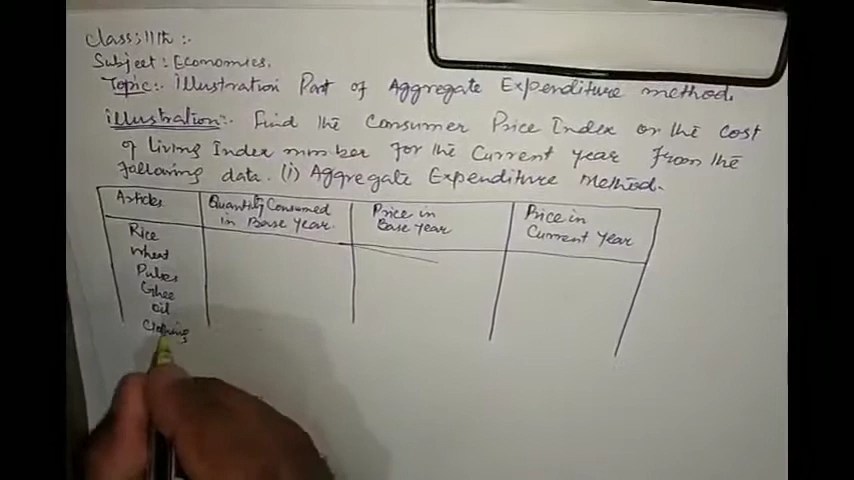 Class; 11th :-
Subject : Economics.
Topic:- Illustration Part of Aggregate Expenditure method.
illustration:- Find the Consumer Price Index or the cost
of living Index number for the Current year from the
following data. (i) Aggregate Expenditure Method.
Articles Quantity Consumed in Base Year. Price in Base Year Price in Current Year
Rice
Wheat
Pulses
Ghee
oil
Clothing